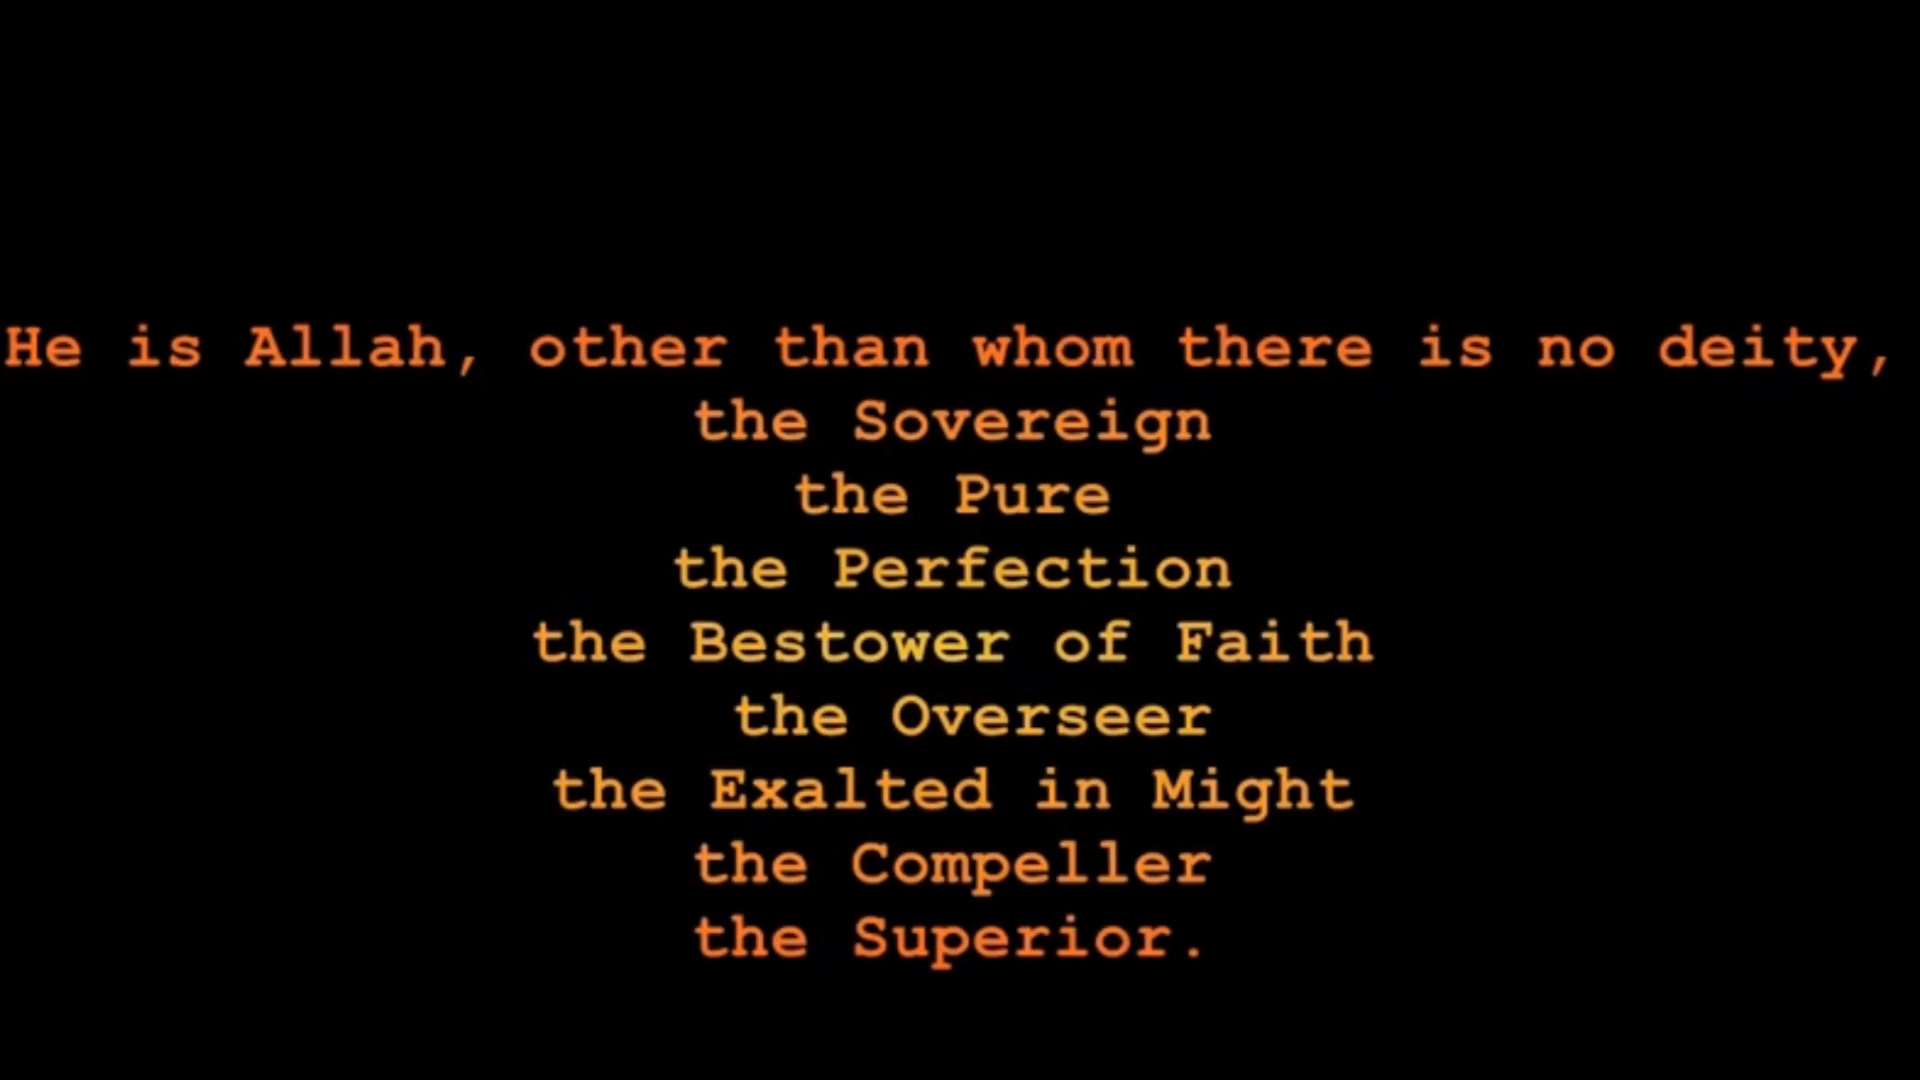 He is Allah, other than whom there is no deity,
the Sovereign
the Pure
the Perfection
the Bestower of Faith
the Overseer
the Exalted in Might
the Compeller
the Superior.